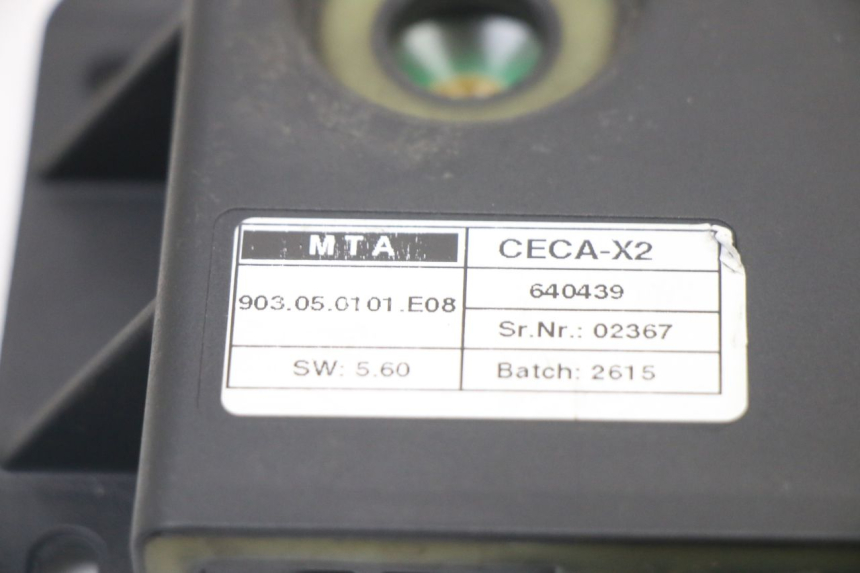 MTA
CECA-X2
903.05.0101.E08
640439
Sr.Nr.: 02367
SW: 5.60
Batch: 2615